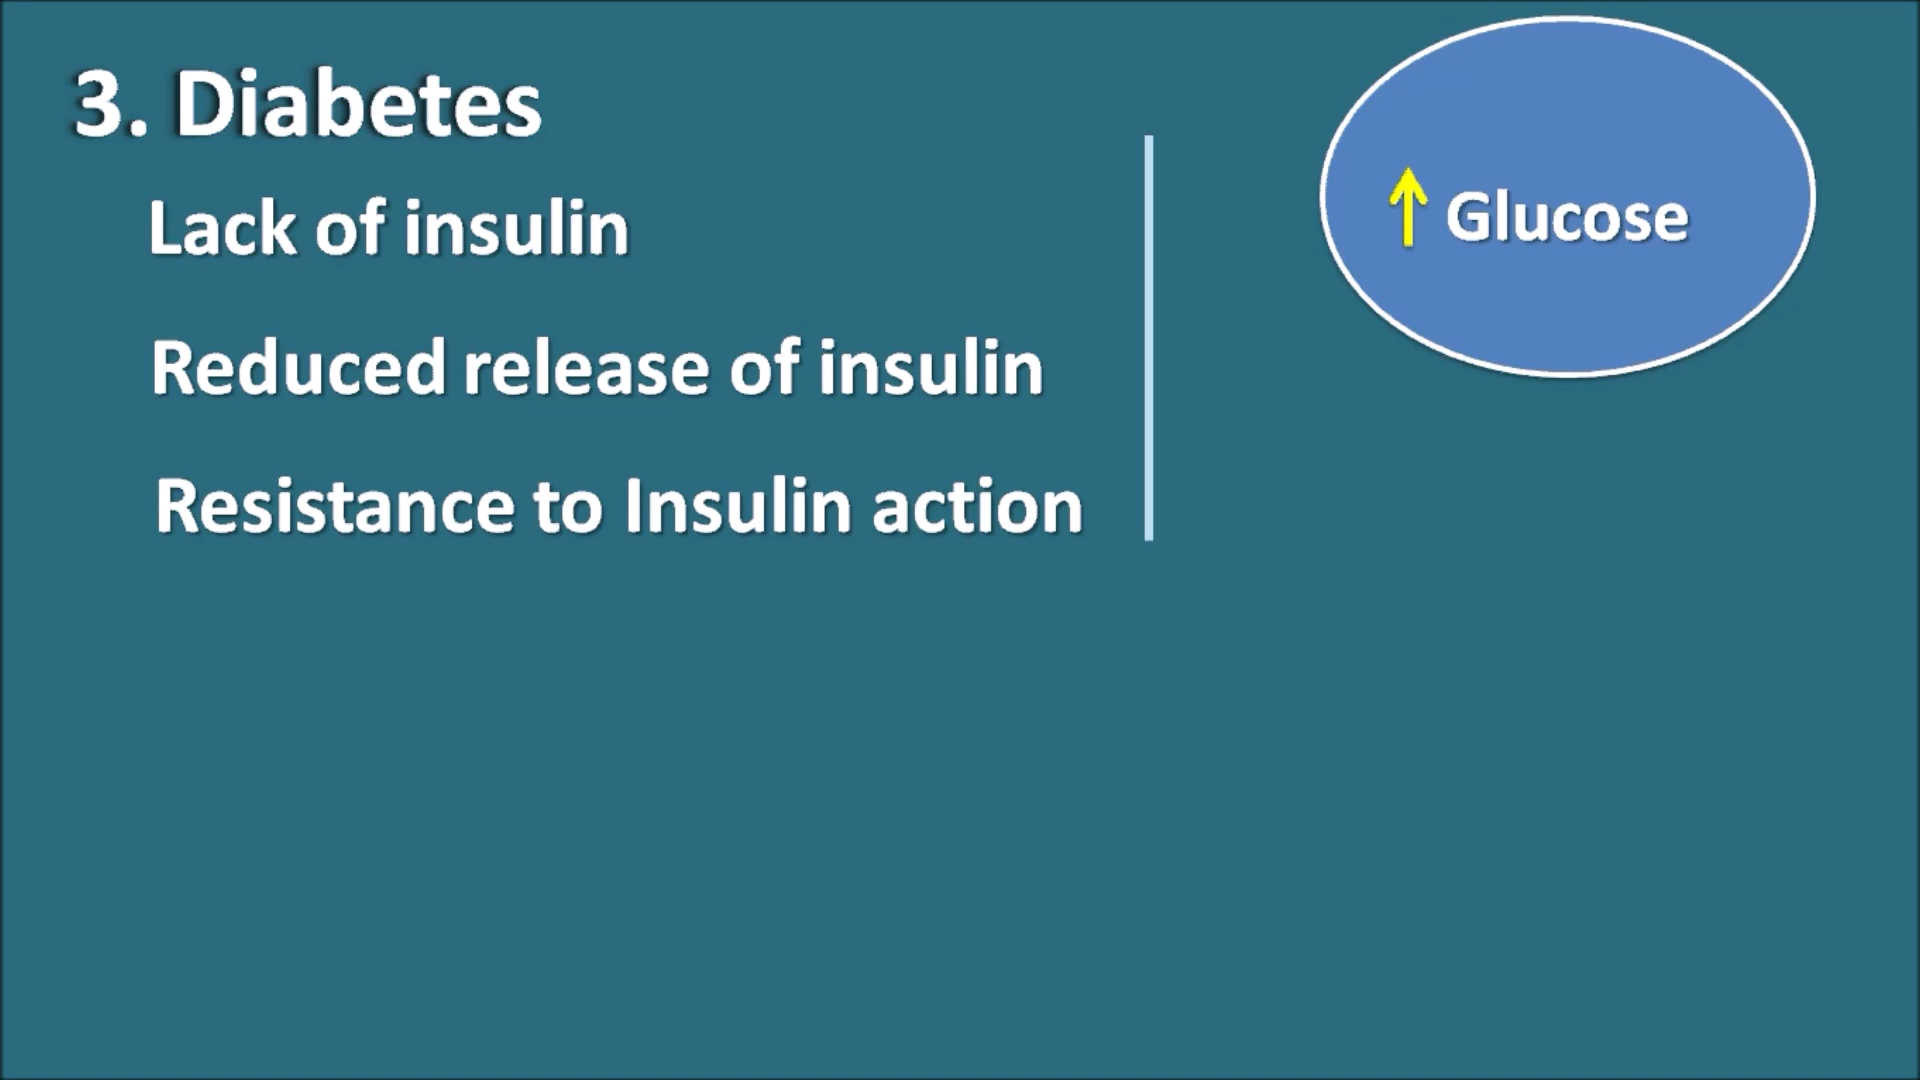 3. Diabetes
Lack of insulin
Reduced release of insulin
Resistance to Insulin action
↑ Glucose